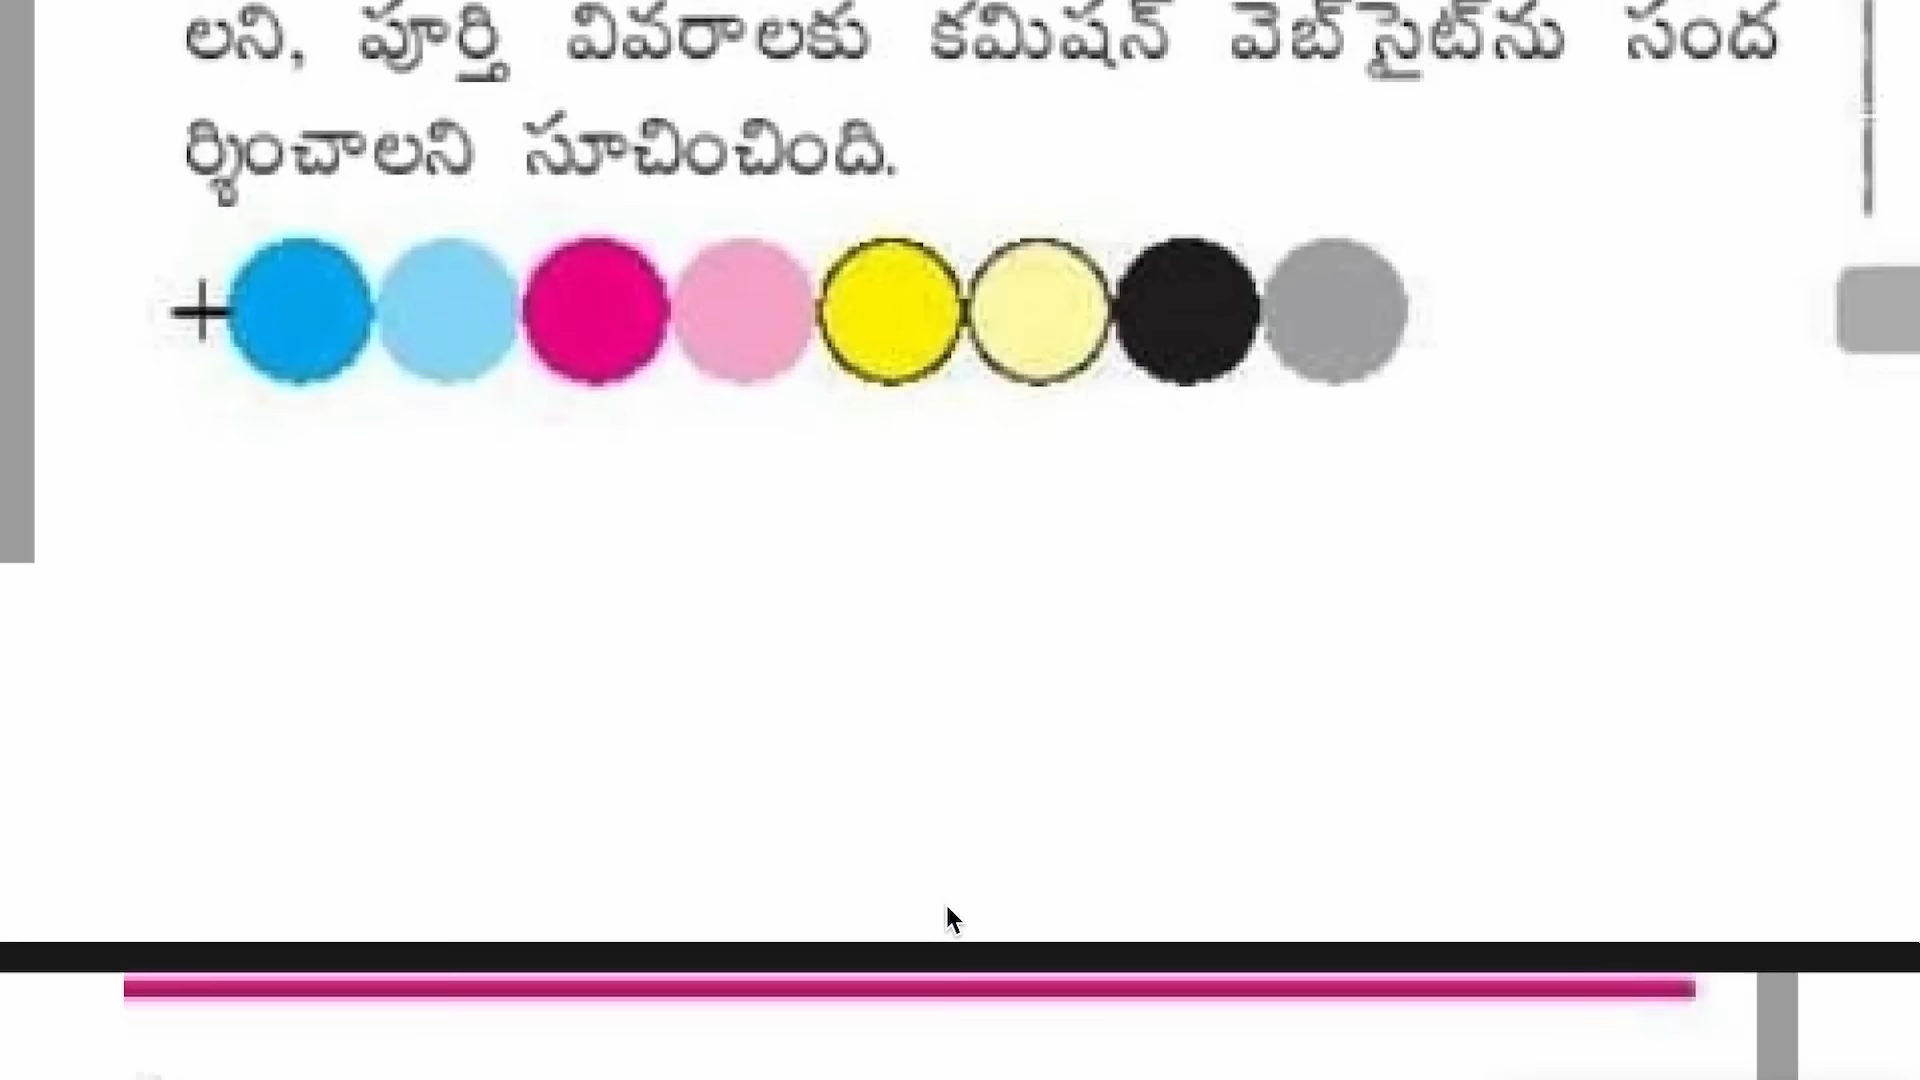 లని, పూర్తి వివరాలకు కమిషన్ వెబ్‌సైట్‌ను సంద
ర్శించాలని సూచించింది.